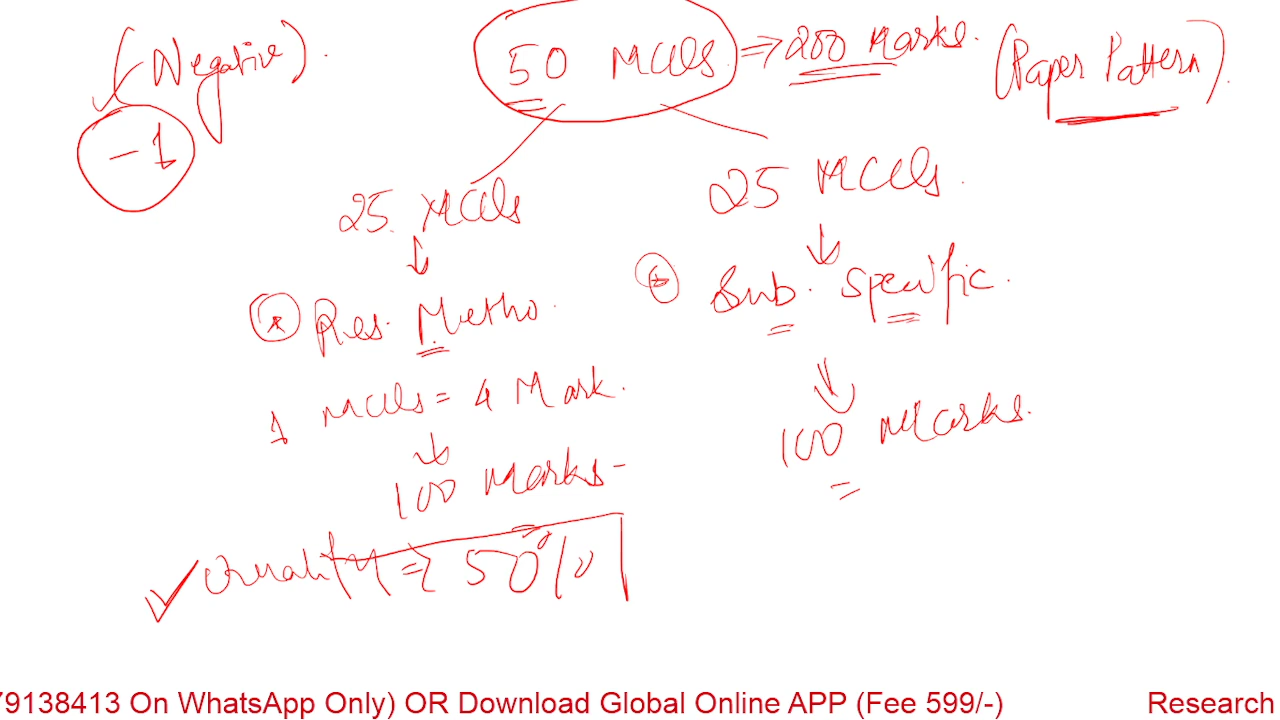 (Negative).
-1
50 MCQs => 200 Marks.
(Paper Pattern).
25 MCQs
25 MCQs.
Res. Metho.
Sub. Specific.
1 MCQs = 4 Mark.
100 Marks-
100 Marks.
Qualify => 50%
79138413 On WhatsApp Only) OR Download Global Online APP (Fee 599/-)
Research